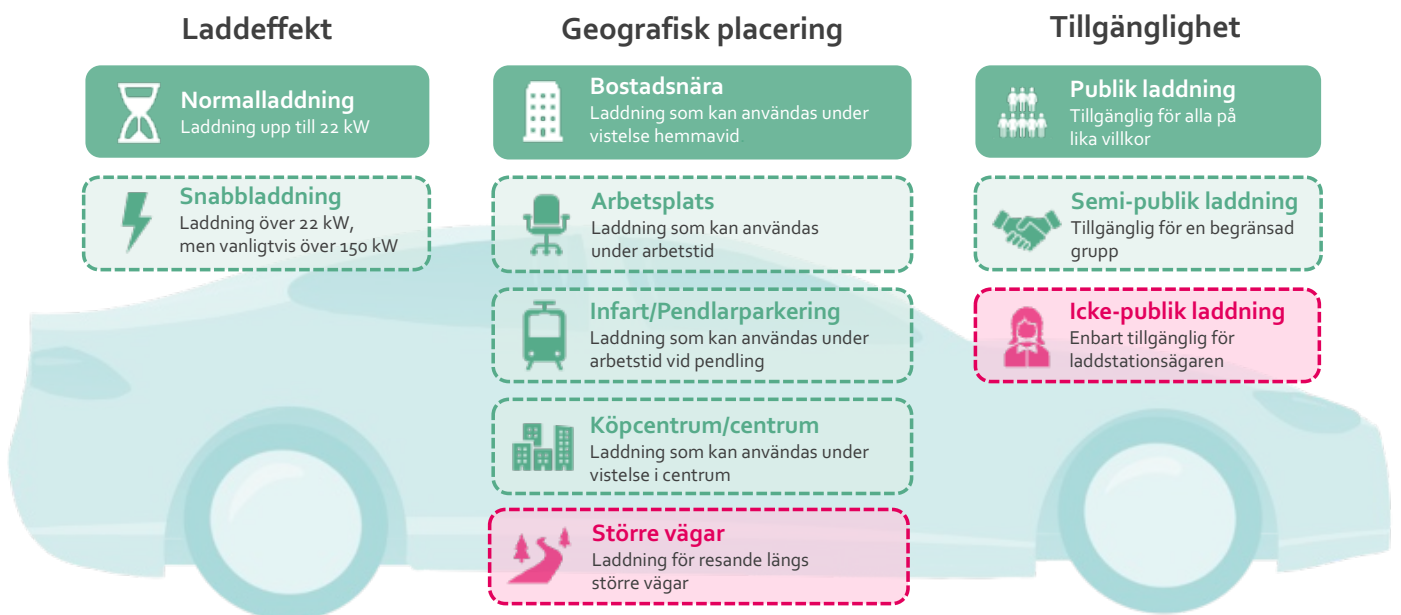 Laddeffekt
Normalladdning
Laddning upp till 22 kW
Snabbladdning
Laddning över 22 kW,
men vanligtvis över 150 kW
Geografisk placering
Bostadsnära
Laddning som kan användas under
vistelse hemmavid.
Arbetsplats
Laddning som kan användas
under arbetstid
Infart/Pendlarparkering
Laddning som kan användas under
arbetstid vid pendling
Köpcentrum/centrum
Laddning som kan användas under
vistelse i centrum
Större vägar
Laddning för resande längs
större vägar
Tillgänglighet
Publik laddning
Tillgänglig för alla på
lika villkor
Semi-publik laddning
Tillgänglig för en begränsad
grupp
Icke-publik laddning
Enbart tillgänglig för
laddstationsägaren